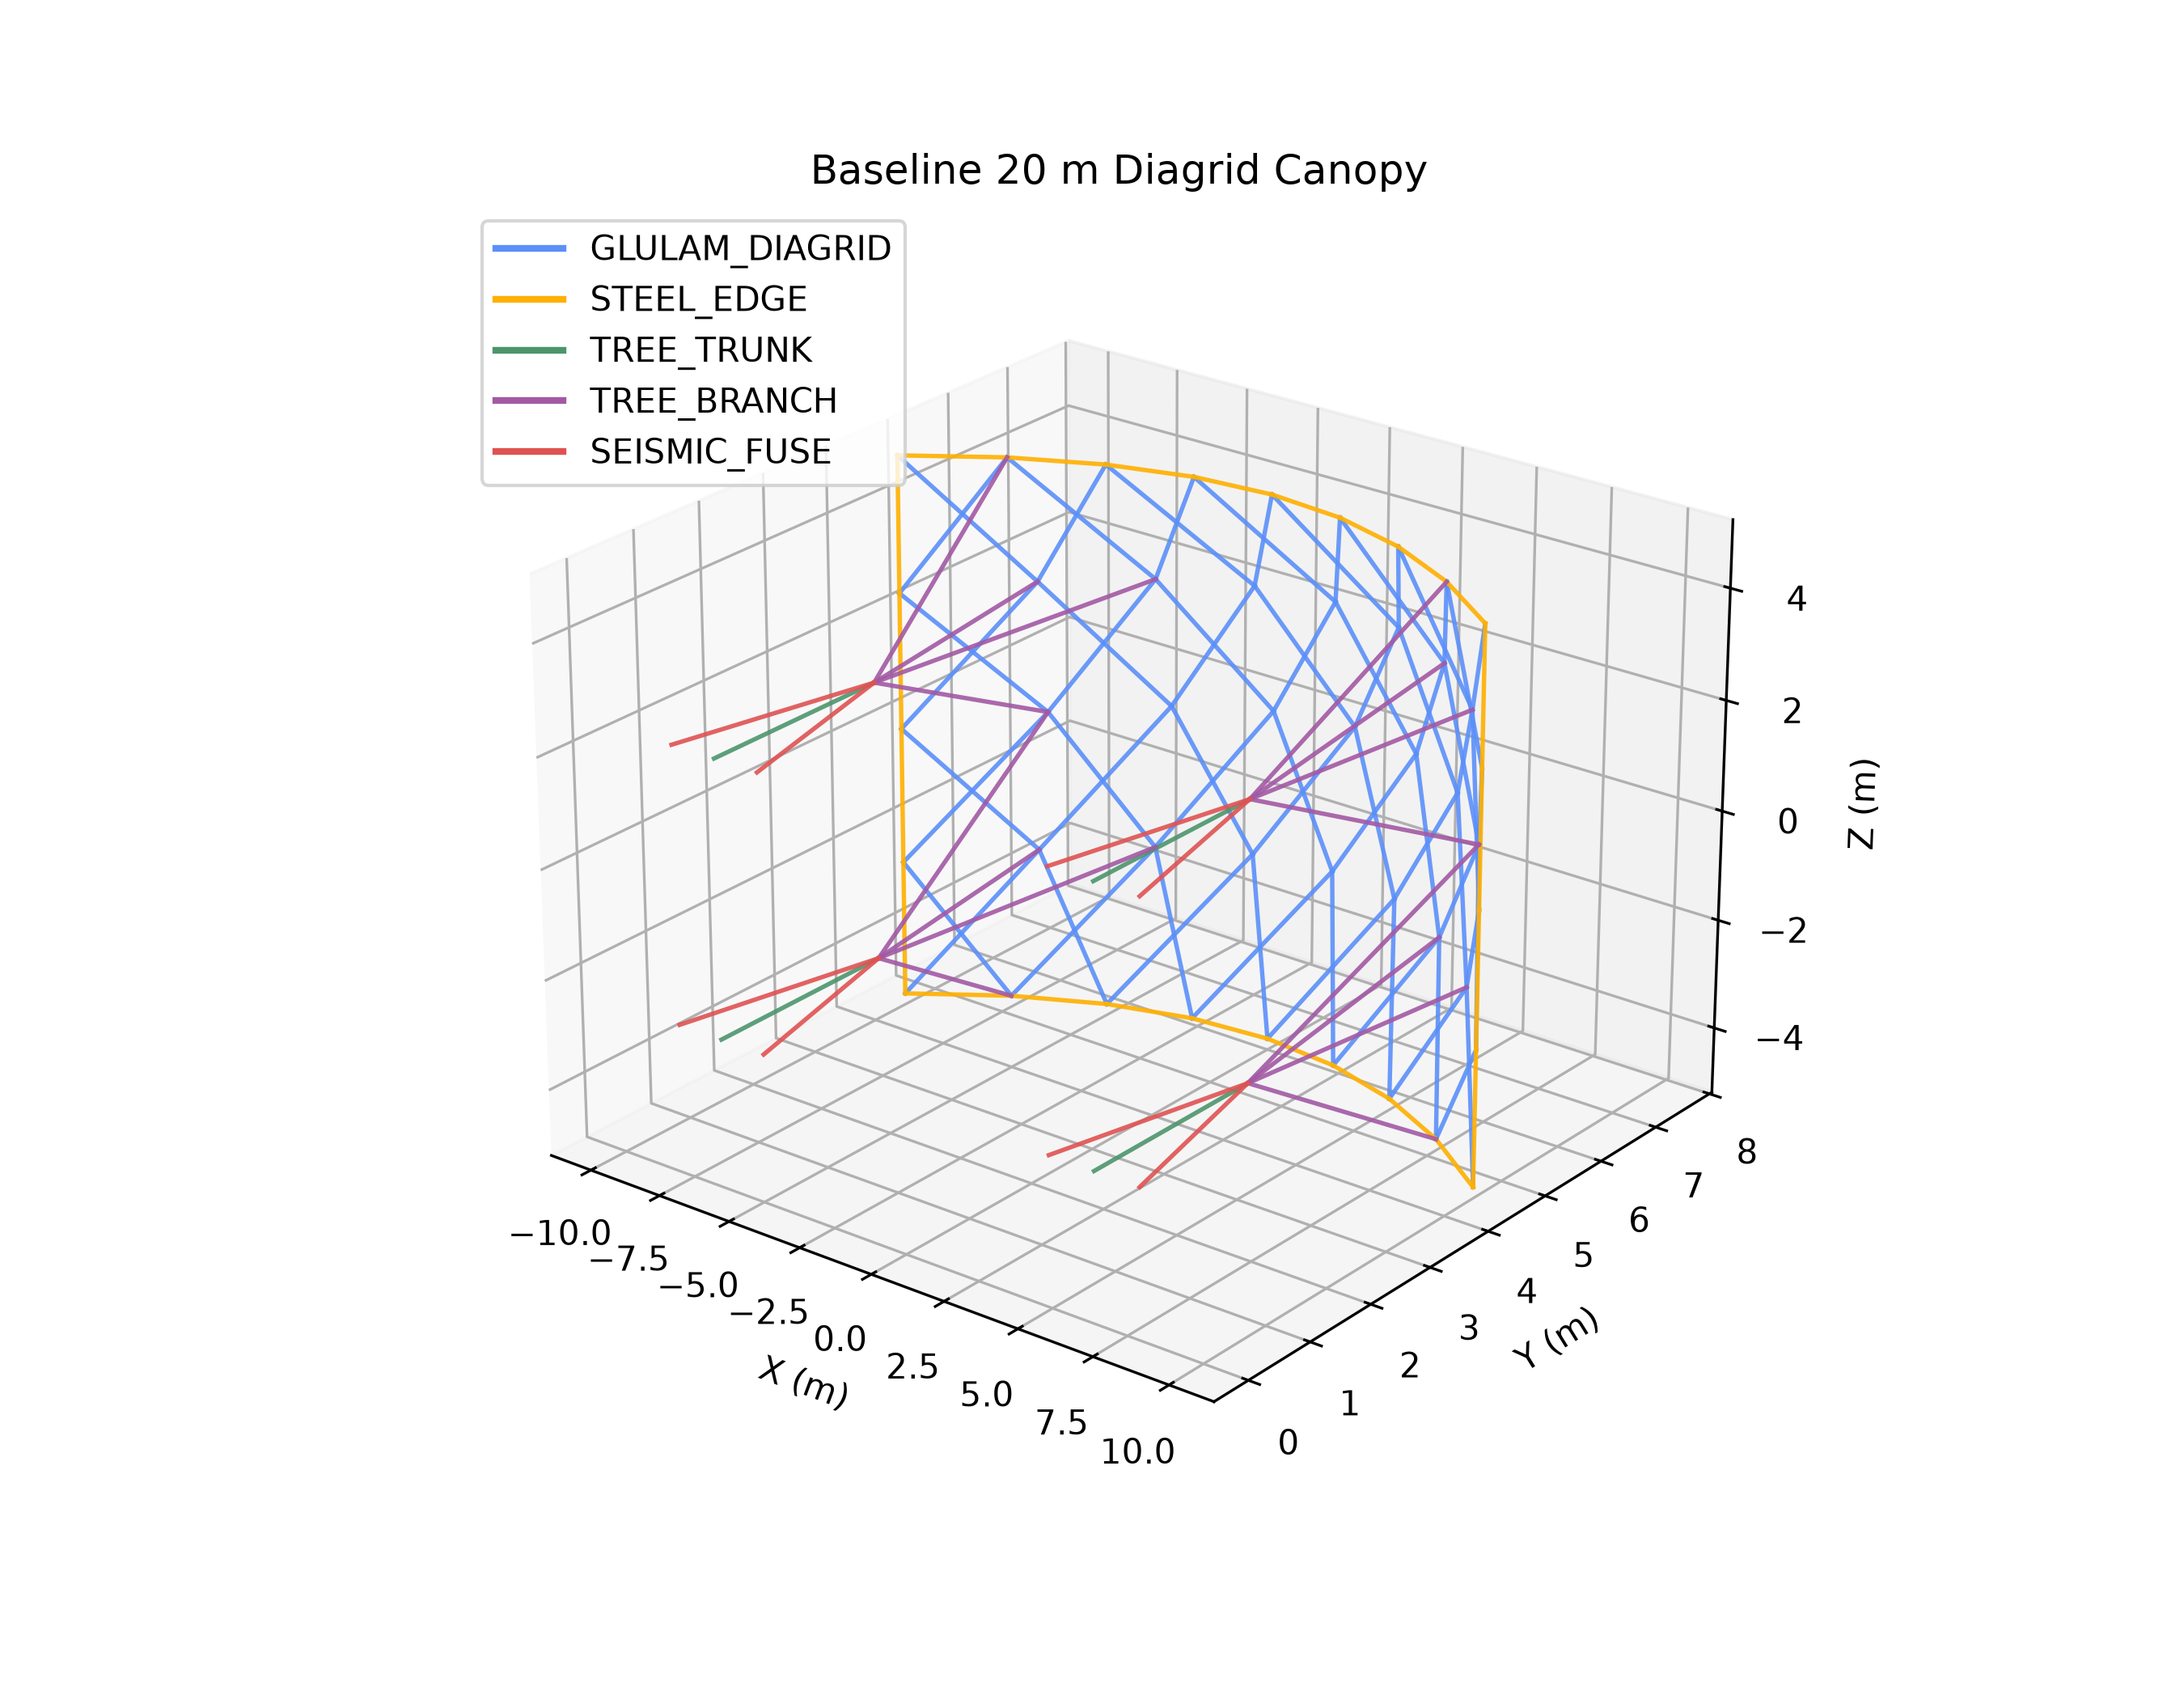 Baseline 20 m Diagrid Canopy
GLULAM_DIAGRID
STEEL_EDGE
TREE_TRUNK
TREE_BRANCH
SEISMIC_FUSE
4
2
0
−2
−4
Z (m)
−10.0
−7.5
−5.0
−2.5
0.0
2.5
5.0
7.5
10.0
X (m)
0
1
2
3
4
5
6
7
8
Y (m)